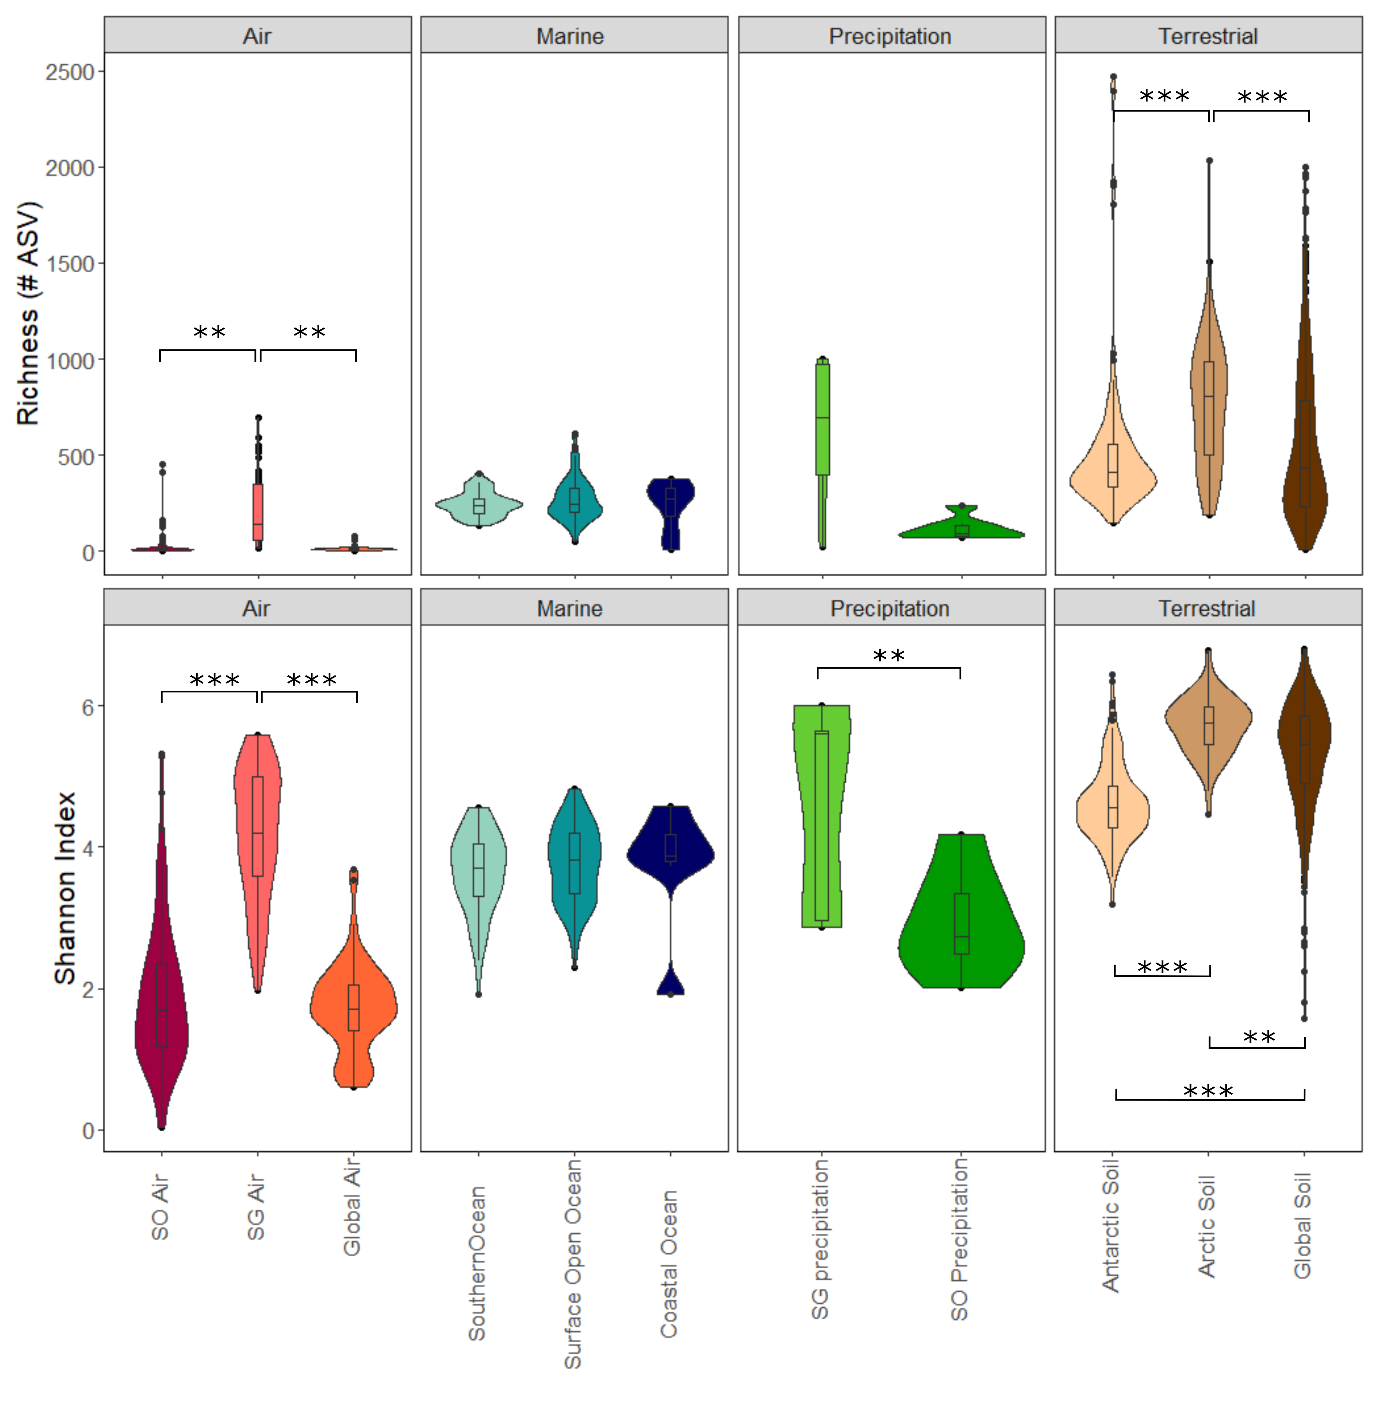 Air Marine Precipitation Terrestrial
Richness (# ASV)
2500
2000
1500
1000
500
0
** **
*** ***
Air Marine Precipitation Terrestrial
Shannon Index
6
4
2
0
*** ***
**
***
**
***
SO Air
SG Air
Global Air
SouthernOcean
Surface Open Ocean
Coastal Ocean
SG precipitation
SO Precipitation
Antarctic Soil
Arctic Soil
Global Soil